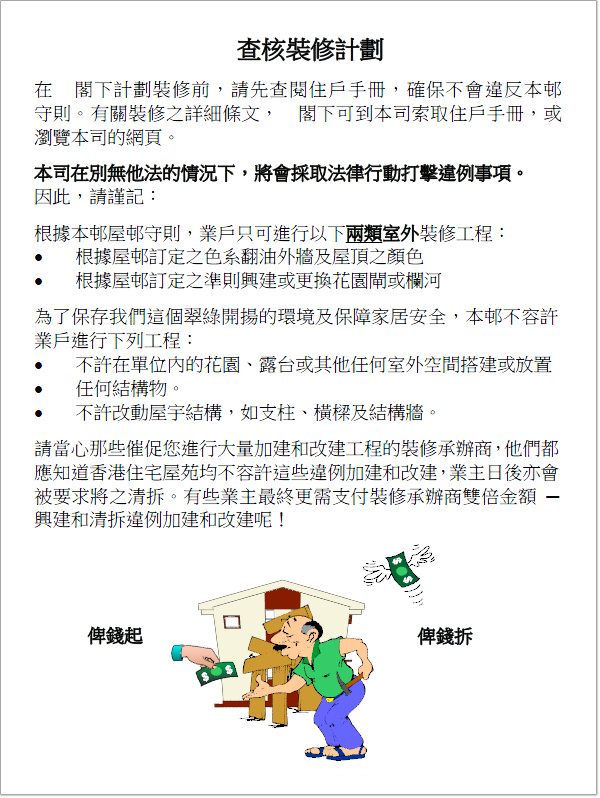 查核裝修計劃
在　閣下計劃裝修前，請先查閱住戶手冊，確保不會違反本邨
守則。有關裝修之詳細條文，　閣下可到本司索取住戶手冊，或
瀏覽本司的網頁。
本司在別無他法的情況下，將會採取法律行動打擊違例事項。
因此，請謹記：
根據本邨屋邨守則，業戶只可進行以下兩類室外裝修工程：
● 根據屋邨訂定之色系翻油外牆及屋頂之顏色
● 根據屋邨訂定之準則興建或更換花園閘或欄河
為了保存我們這個翠綠開揚的環境及保障家居安全，本邨不容許
業戶進行下列工程：
● 不許在單位內的花園、露台或其他任何室外空間搭建或放置
● 任何結構物。
● 不許改動屋宇結構，如支柱、橫樑及結構牆。
請當心那些催促您進行大量加建和改建工程的裝修承辦商，他們都
應知道香港住宅屋苑均不容許這些違例加建和改建，業主日後亦會
被要求將之清拆。有些業主最終更需支付裝修承辦商雙倍金額 —
興建和清拆違例加建和改建呢！
俾錢起
俾錢拆
$ $
$ $